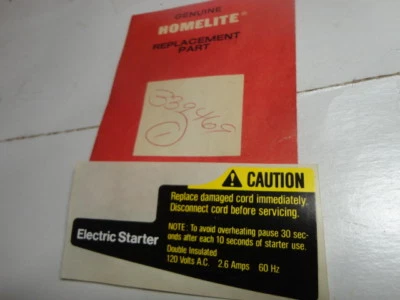 GENUINE
HOMELITE®
REPLACEMENT
PART
339469
1
CAUTION
Replace damaged cord immediately.
Disconnect cord before servicing.
NOTE: To avoid overheating pause 30 sec-
onds after each 10 seconds of starter use.
Electric Starter
Double Insulated
120 Volts A.C. 2.6 Amps 60 Hz